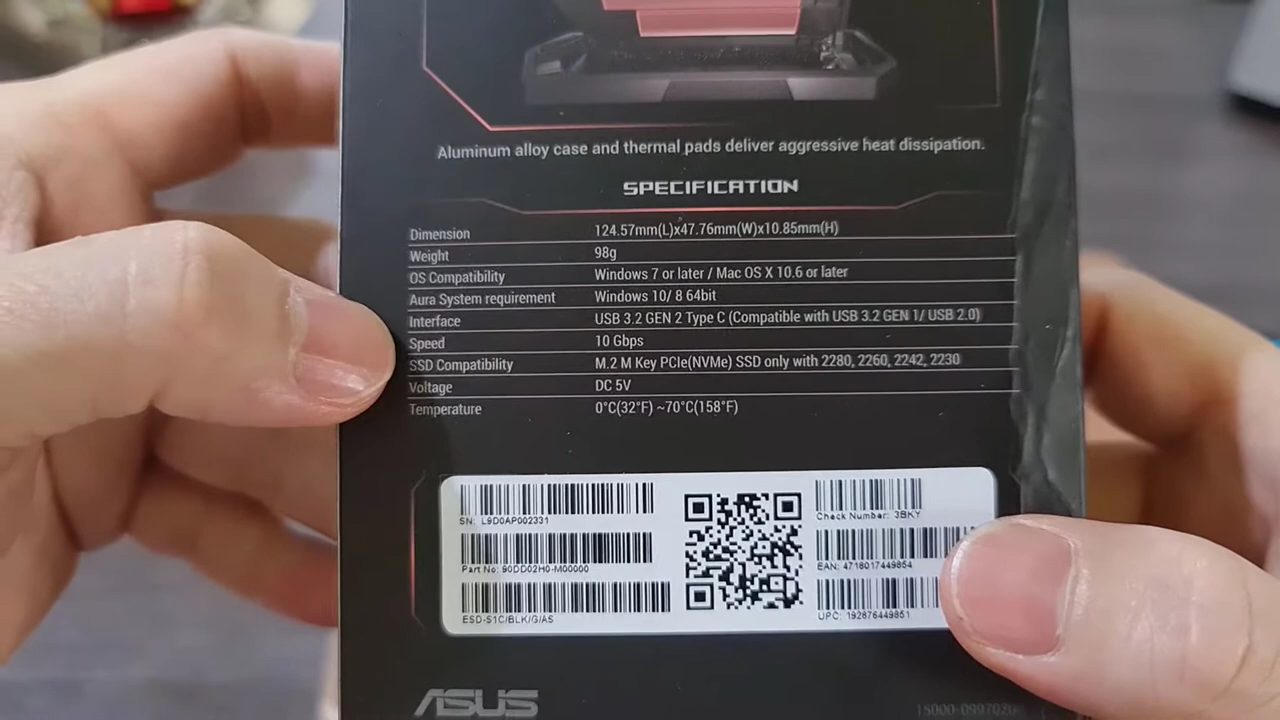 Aluminum alloy case and thermal pads deliver aggressive heat dissipation.
SPECIFICATION
Dimension 124.57mm(L)x47.76mm(W)x10.85mm(H)
Weight 98g
OS Compatibility Windows 7 or later / Mac OS X 10.6 or later
Aura System requirement Windows 10/ 8 64bit
Interface USB 3.2 GEN 2 Type C (Compatible with USB 3.2 GEN 1/ USB 2.0)
Speed 10 Gbps
SSD Compatibility M.2 M Key PCIe(NVMe) SSD only with 2280, 2260, 2242, 2230
Voltage DC 5V
Temperature 0°C(32°F) ~70°C(158°F)
SN: L9D0AP002331
Part No: 90DD02H0-M00000
ESD-S1C/BLK/G/AS
Check Number: 3BKY
EAN: 4718017449854
UPC: 192876449851
ASUS